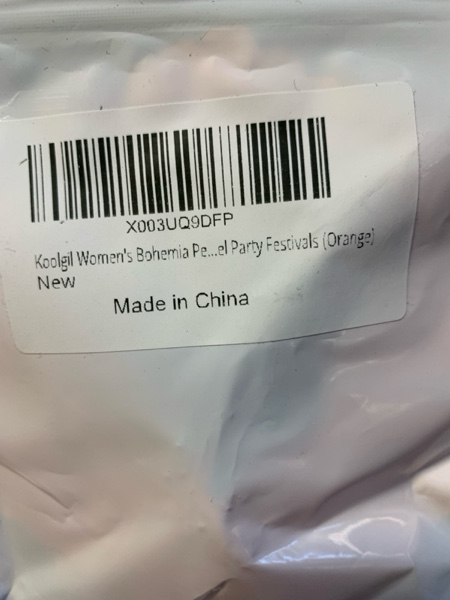 X003UQ9DFP
Koolgil Women's Bohemia Pe...el Party Festivals (Orange)
New
Made in China